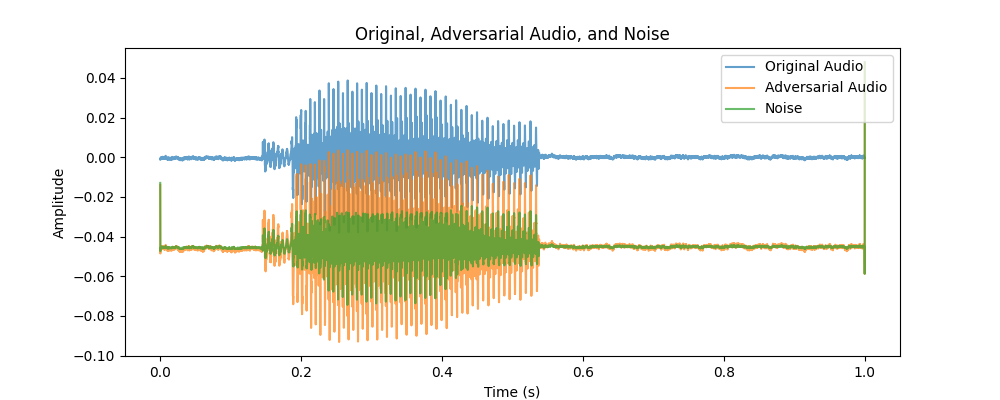 Original, Adversarial Audio, and Noise
Original Audio
Adversarial Audio
Noise
Amplitude
0.04
0.02
0.00
−0.02
−0.04
−0.06
−0.08
−0.10
0.0 0.2 0.4 0.6 0.8 1.0
Time (s)